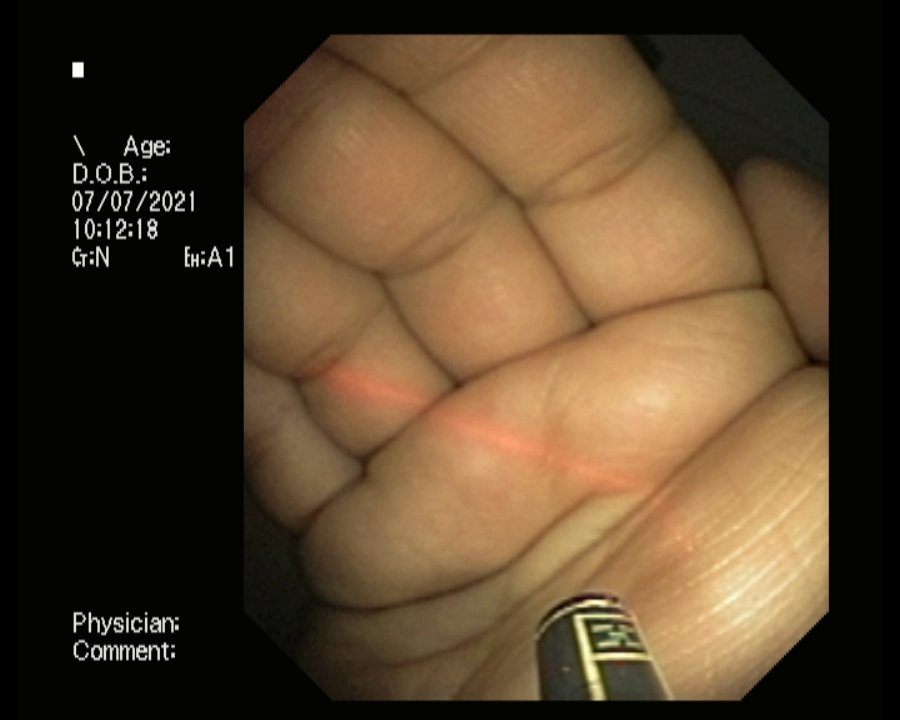 \ Age:
D.O.B.:
07/07/2021
10:12:18
Cr:N EH:A1
Physician:
Comment: